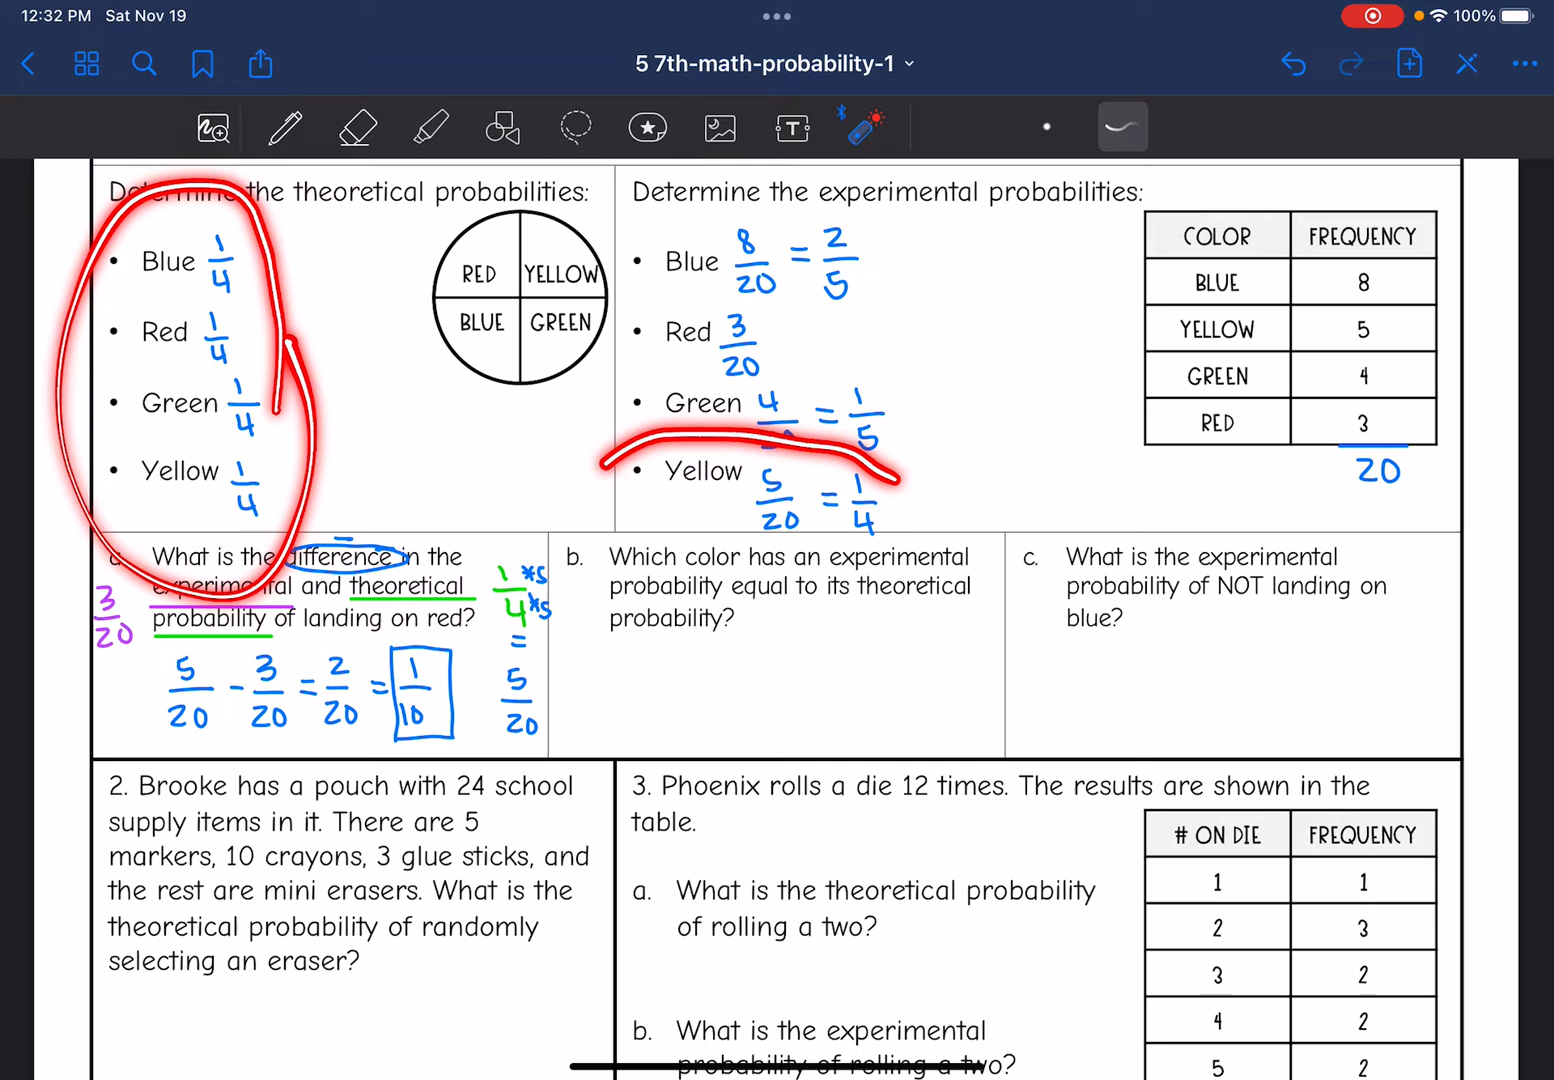 12:32 PM Sat Nov 19
100%
5 7th-math-probability-1
T
Determine the theoretical probabilities:
Blue 1/4
Red 1/4
Green 1/4
Yellow 1/4
RED YELLOW
BLUE GREEN
Determine the experimental probabilities:
Blue 8/20 = 2/5
Red 3/20
Green 4/20 = 1/5
Yellow 5/20 = 1/4
COLOR FREQUENCY
BLUE 8
YELLOW 5
GREEN 4
RED 3
20
a. What is the difference in the
experimental and theoretical
probability of landing on red?
3/20
1/4 *5 *5
=
5/20
5/20 - 3/20 = 2/20 = 1/10
b. Which color has an experimental
probability equal to its theoretical
probability?
c. What is the experimental
probability of NOT landing on
blue?
2. Brooke has a pouch with 24 school
supply items in it. There are 5
markers, 10 crayons, 3 glue sticks, and
the rest are mini erasers. What is the
theoretical probability of randomly
selecting an eraser?
3. Phoenix rolls a die 12 times. The results are shown in the
table.
a. What is the theoretical probability
of rolling a two?
b. What is the experimental
probability of rolling a two?
# ON DIE FREQUENCY
1 1
2 3
3 2
4 2
5 2